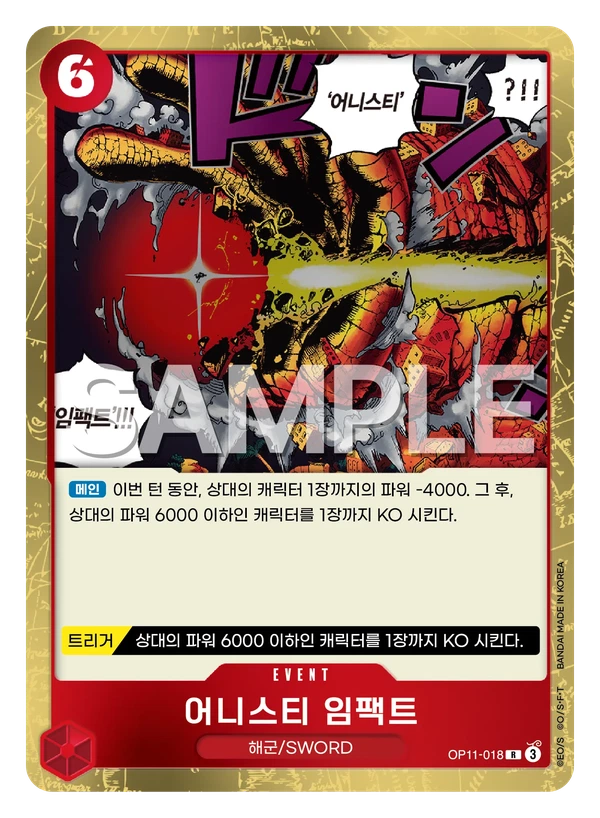 6
'어니스티'
?!!
임팩트'!!!
SAMPLE
메인 이번 턴 동안, 상대의 캐릭터 1장까지의 파워 -4000. 그 후,
상대의 파워 6000 이하인 캐릭터를 1장까지 KO 시킨다.
트리거 상대의 파워 6000 이하인 캐릭터를 1장까지 KO 시킨다.
EVENT
어니스티 임팩트
해군/SWORD
OP11-018 R 3
©EO/S ©O/S·F·T BANDAI MADE IN KOREA